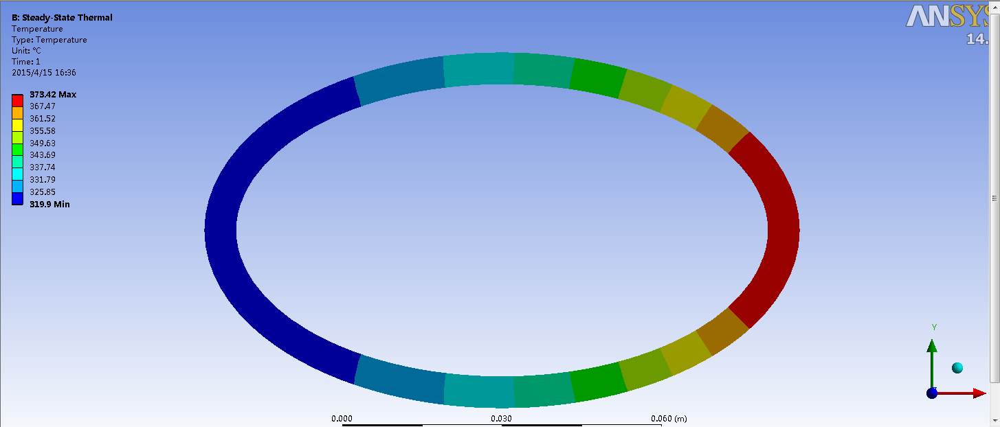 B: Steady-State Thermal
Temperature
Type: Temperature
Unit: °C
Time: 1
2015/4/15 16:36
ANSYS
14.
373.42 Max
367.47
361.52
355.58
349.63
343.69
337.74
331.79
325.85
319.9 Min
Y
0.000 0.030 0.060 (m)